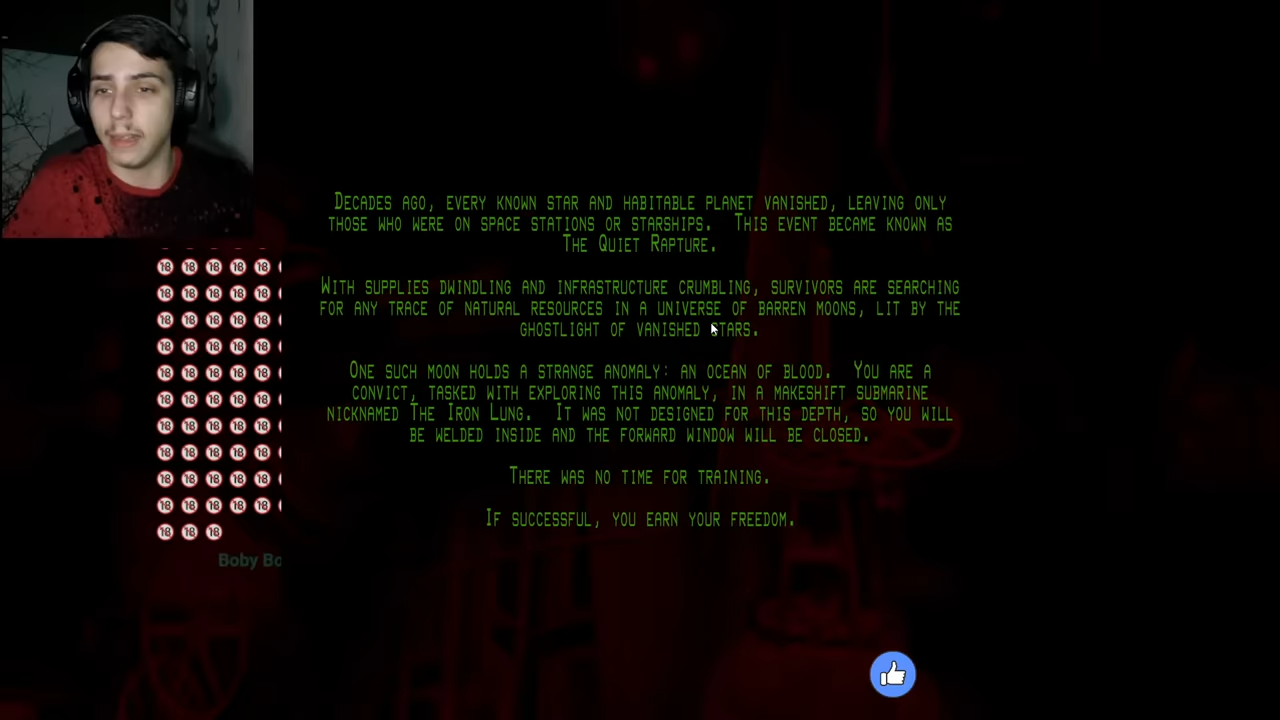 Decades ago, every known star and habitable planet vanished, leaving only
those who were on space stations or starships. This event became known as
The Quiet Rapture.
With supplies dwindling and infrastructure crumbling, survivors are searching
for any trace of natural resources in a universe of barren moons, lit by the
ghostlight of vanished stars.
One such moon holds a strange anomaly: an ocean of blood. You are a
convict, tasked with exploring this anomaly, in a makeshift submarine
nicknamed The Iron Lung. It was not designed for this depth, so you will
be welded inside and the forward window will be closed.
There was no time for training.
If successful, you earn your freedom.
🔞🔞🔞🔞🔞
🔞🔞🔞🔞🔞
🔞🔞🔞🔞🔞
🔞🔞🔞🔞🔞
🔞🔞🔞🔞🔞
🔞🔞🔞🔞🔞
🔞🔞🔞🔞🔞
🔞🔞🔞🔞🔞
🔞🔞🔞🔞🔞
🔞🔞🔞🔞🔞
🔞🔞🔞
Boby Bo